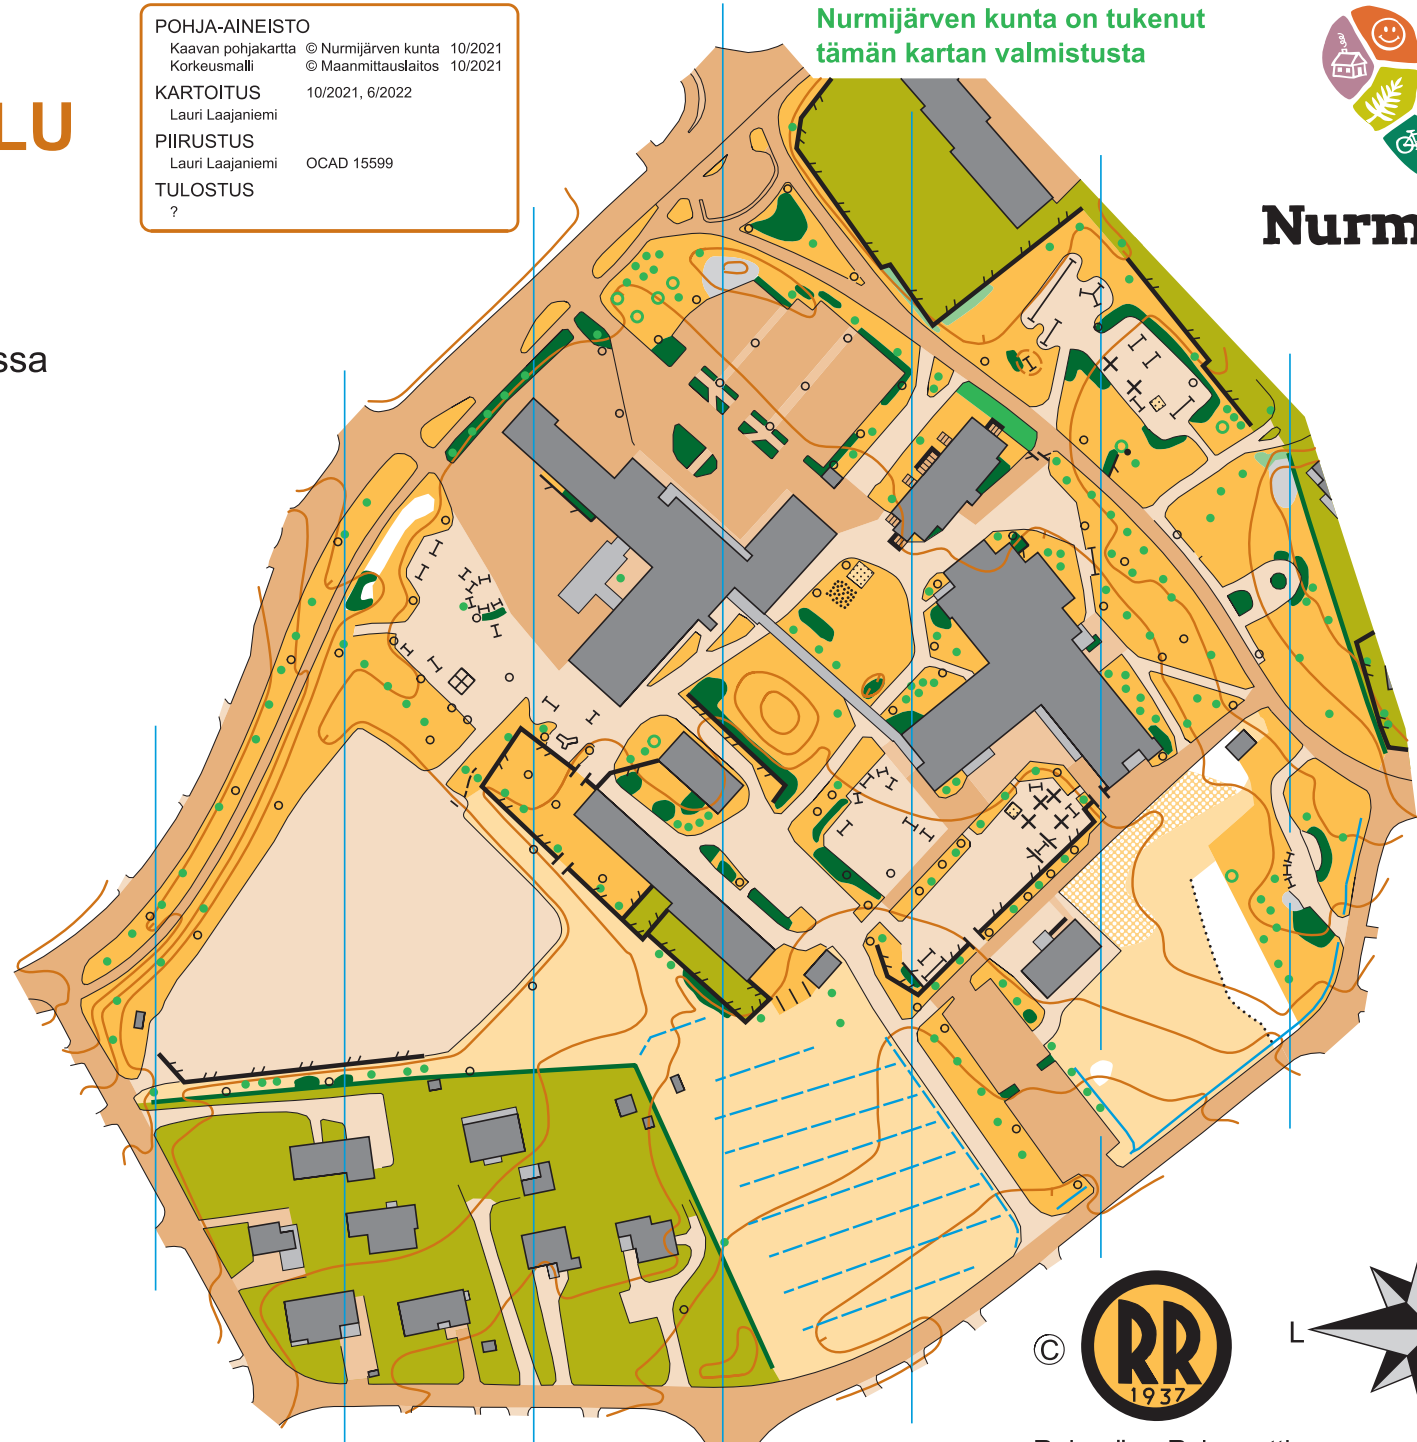 POHJA-AINEISTO
Kaavan pohjakartta © Nurmijärven kunta 10/2021
Korkeusmalli © Maanmittauslaitos 10/2021
KARTOITUS 10/2021, 6/2022
Lauri Laajaniemi
PIIRUSTUS
Lauri Laajaniemi OCAD 15599
TULOSTUS
?
Nurmijärven kunta on tukenut
tämän kartan valmistusta
LU
Nurm
ssa
© RR
1937
L